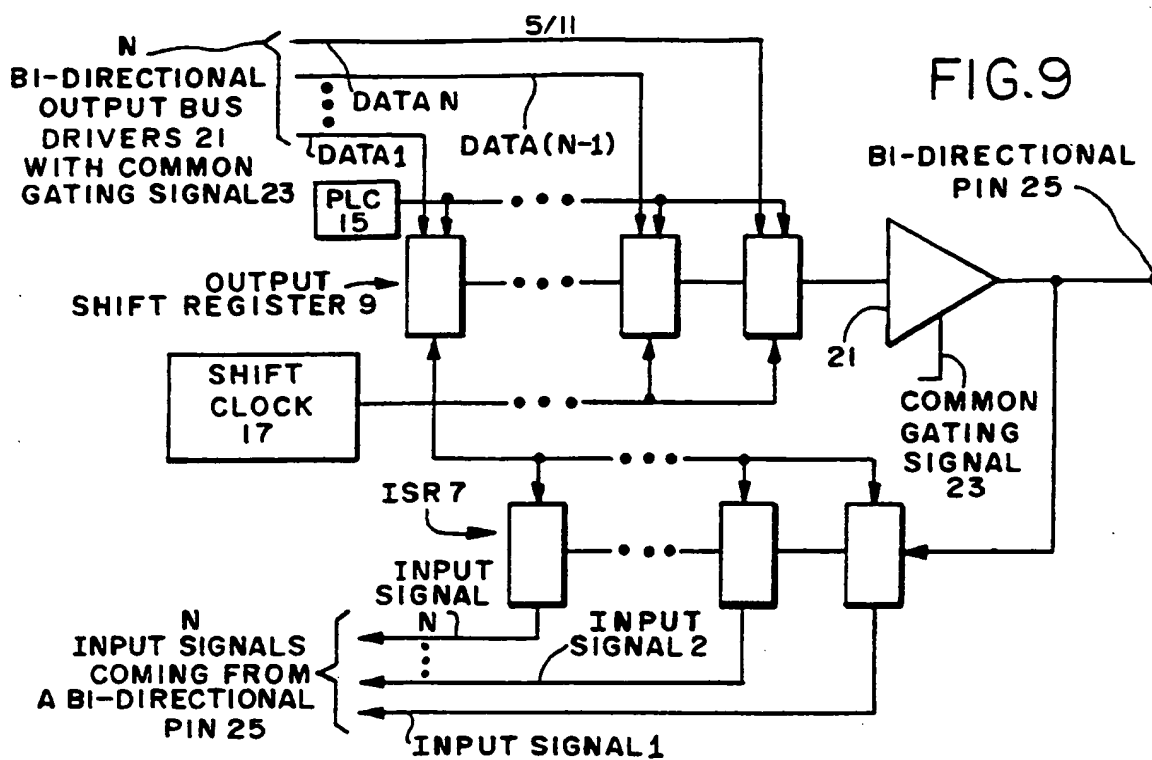 5/11
N
BI-DIRECTIONAL
OUTPUT BUS
DRIVERS 21
WITH COMMON
GATING SIGNAL 23
DATA N
DATA (N-1)
DATA 1
FIG.9
BI-DIRECTIONAL
PIN 25
PLC
15
OUTPUT
SHIFT REGISTER 9
21
SHIFT
CLOCK
17
COMMON
GATING
SIGNAL
23
ISR 7
INPUT
SIGNAL
N
INPUT
SIGNAL 2
N
INPUT SIGNALS
COMING FROM
A BI-DIRECTIONAL
PIN 25
INPUT SIGNAL 1